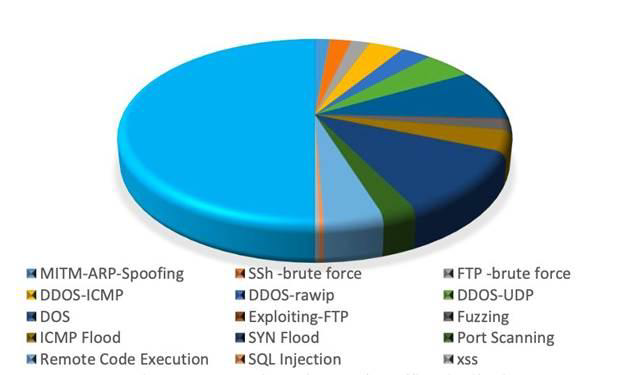 MITM-ARP-Spoofing SSh -brute force FTP -brute force
DDOS-ICMP DDOS-rawip DDOS-UDP
DOS Exploiting-FTP Fuzzing
ICMP Flood SYN Flood Port Scanning
Remote Code Execution SQL Injection xss